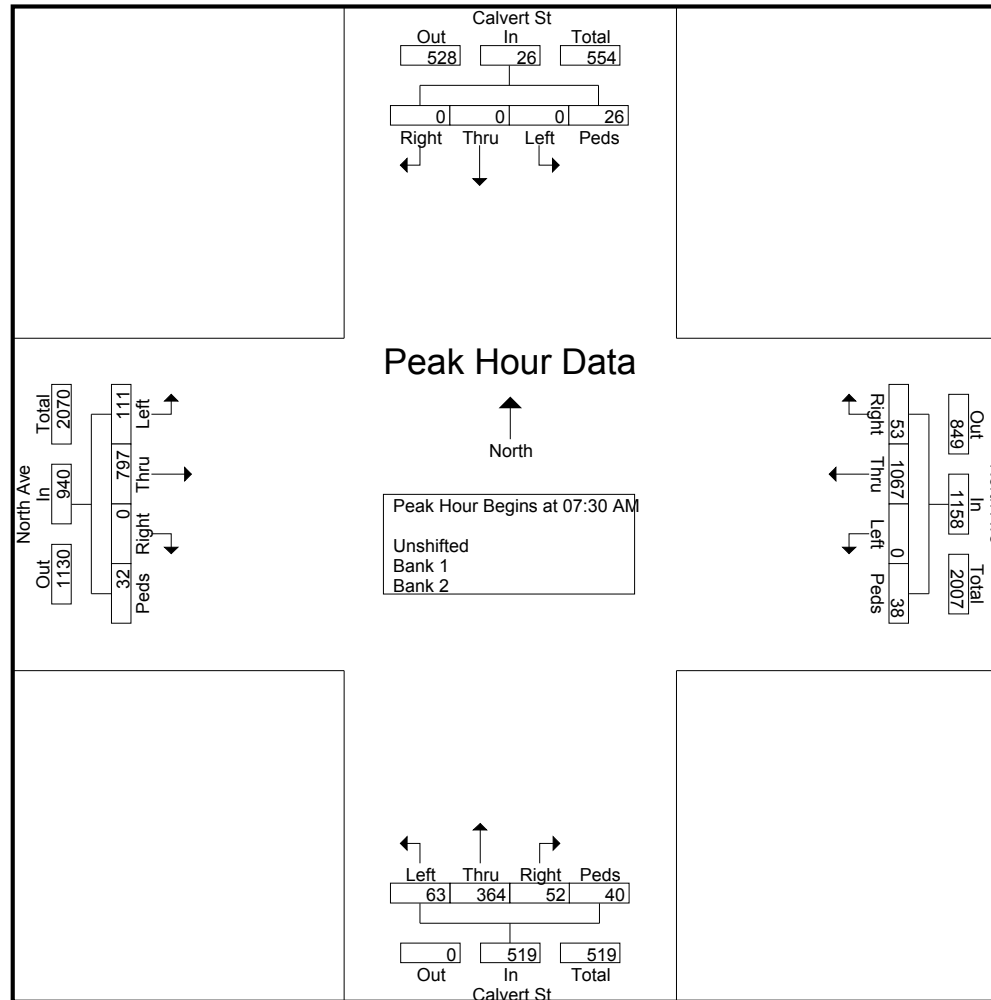 Calvert St
Out In Total
528 26 554
0 0 0 26
Right Thru Left Peds
Peak Hour Data
North
Peak Hour Begins at 07:30 AM
Unshifted
Bank 1
Bank 2
North Ave
Out In Total
1130 940 2070
32 0 797 111
Peds Right Thru Left
Out In Total
849 1158 2007
53 1067 0 38
Right Thru Left Peds
Left Thru Right Peds
63 364 52 40
0 519 519
Out In Total
Calvert St